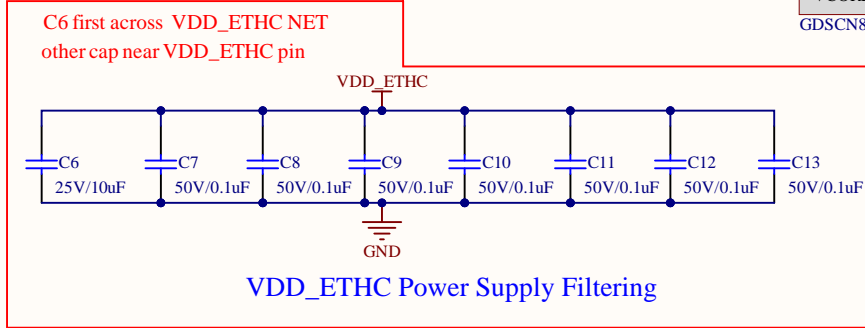 C6 first across VDD_ETHC NET
other cap near VDD_ETHC pin
GDSCN8
VDD_ETHC
C6
25V/10uF
C7
50V/0.1uF
C8
50V/0.1uF
C9
50V/0.1uF
C10
50V/0.1uF
C11
50V/0.1uF
C12
50V/0.1uF
C13
50V/0.1uF
GND
VDD_ETHC Power Supply Filtering